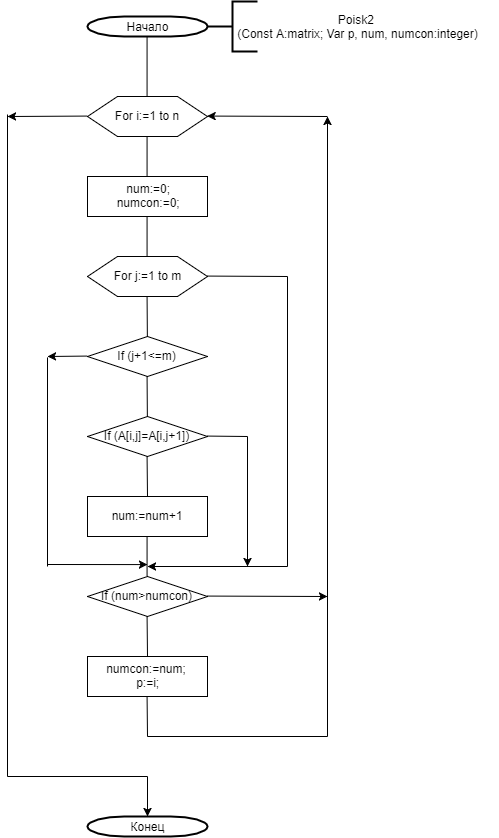 Начало
Poisk2
(Const A:matrix; Var p, num, numcon:integer)
For i:=1 to n
num:=0;
numcon:=0;
For j:=1 to m
If (j+1<=m)
If (A[i,j]=A[i,j+1])
num:=num+1
If (num>numcon)
numcon:=num;
p:=i;
Конец